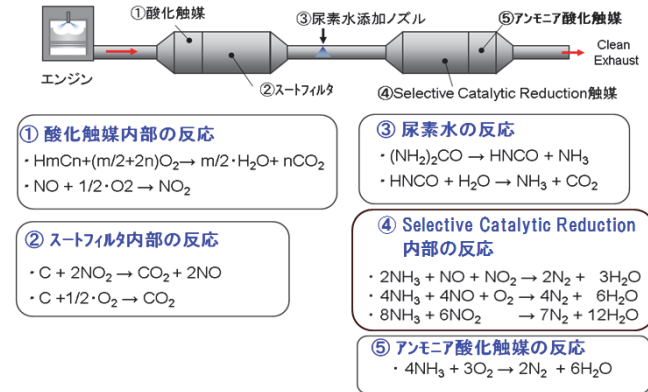 ①酸化触媒
③尿素水添加ノズル
⑤アンモニア酸化触媒
エンジン
Clean
Exhaust
②スートフィルタ
④Selective Catalytic Reduction触媒
① 酸化触媒内部の反応
・HmCn+(m/2+2n)O₂→ m/2・H₂O+ nCO₂
・NO + 1/2・O2 → NO₂
② スートフィルタ内部の反応
・C + 2NO₂ → CO₂ + 2NO
・C +1/2・O₂ → CO₂
③ 尿素水の反応
・(NH₂)₂CO → HNCO + NH₃
・HNCO + H₂O → NH₃ + CO₂
④ Selective Catalytic Reduction
内部の反応
・2NH₃ + NO + NO₂ → 2N₂ + 3H₂O
・4NH₃ + 4NO + O₂ → 4N₂ + 6H₂O
・8NH₃ + 6NO₂ → 7N₂ + 12H₂O
⑤ アンモニア酸化触媒の反応
・4NH₃ + 3O₂ → 2N₂ + 6H₂O